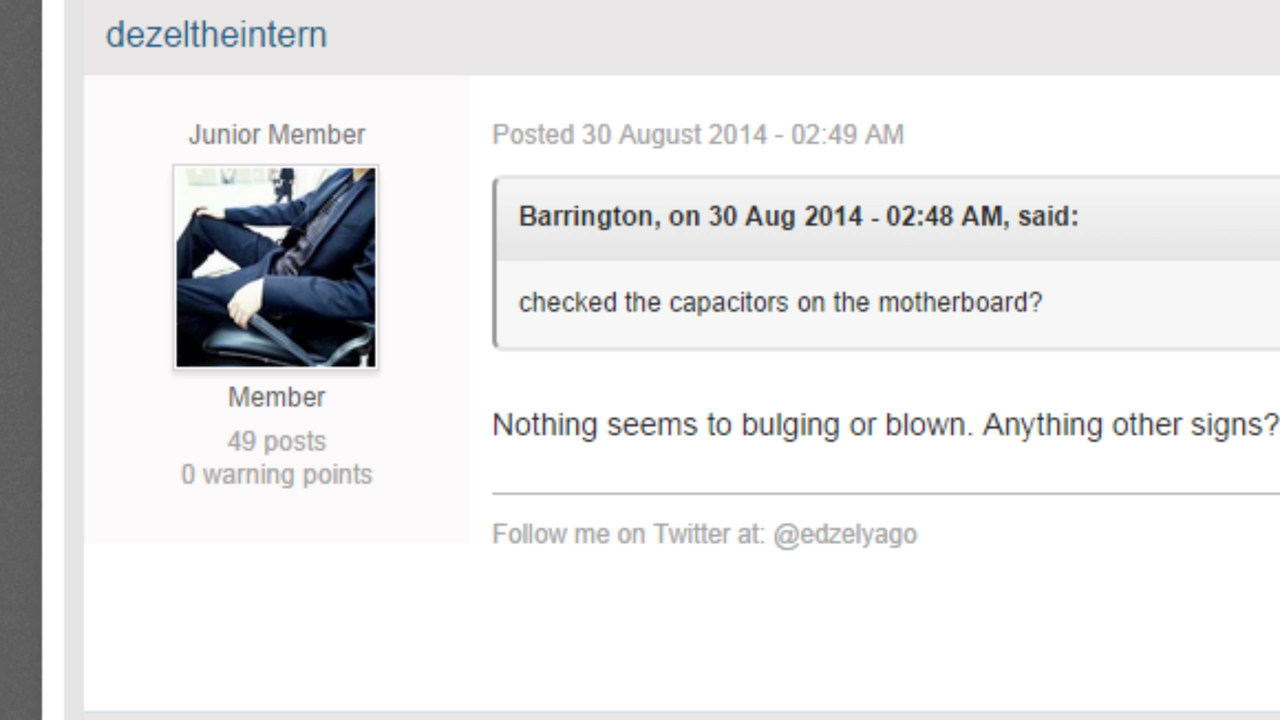 dezeltheintern
Junior Member
Member
49 posts
0 warning points
Posted 30 August 2014 - 02:49 AM
Barrington, on 30 Aug 2014 - 02:48 AM, said:
checked the capacitors on the motherboard?
Nothing seems to bulging or blown. Anything other signs?
Follow me on Twitter at: @edzelyago